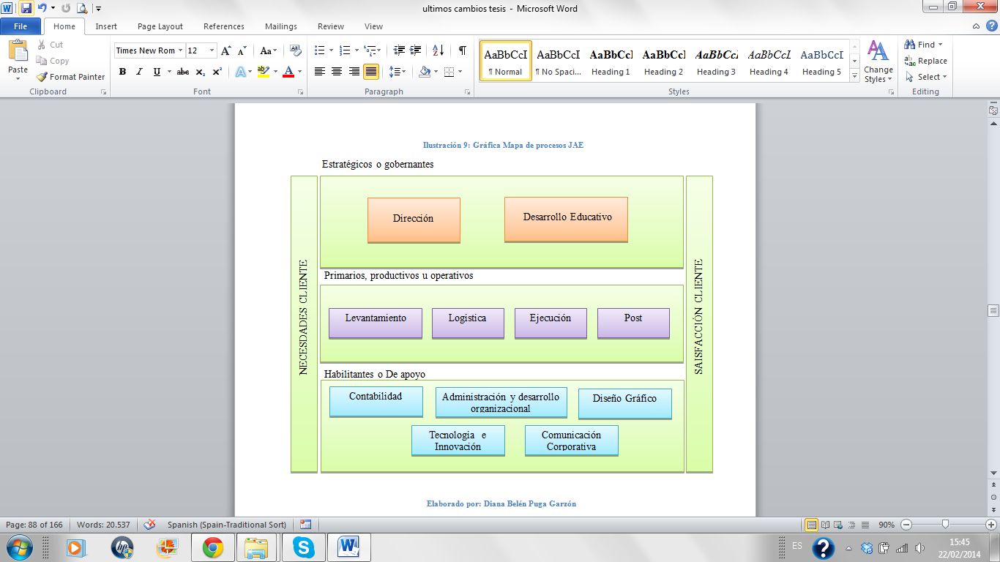 ultimos cambios tesis - Microsoft Word
File Home Insert Page Layout References Mailings Review View
Paste
Cut
Copy
Format Painter
Clipboard
Times New Rom 12
Font
Paragraph
AaBbCcI AaBbCcI AaBbCcI AaBbCcI AaBbCcI AaBbCcI AaBbCcI
¶ Normal ¶ No Spaci... Heading 1 Heading 2 Heading 3 Heading 4 Heading 5
Change
Styles
Styles
Find
Replace
Select
Editing
Ilustración 9: Gráfica Mapa de procesos JAE
Estratégicos o gobernantes
NECESDADES CLIENTE
Dirección
Desarrollo Educativo
Primarios, productivos u operativos
Levantamiento
Logistica
Ejecución
Post
Habilitantes o De apoyo
Contabilidad
Administración y desarrollo
organizacional
Diseño Gráfico
Tecnologia e
Innovación
Comunicación
Corporativa
SAISFACCIÓN CLIENTE
Elaborado por: Diana Belén Puga Garzón
Page: 88 of 166 Words: 20.537 Spanish (Spain-Traditional Sort) 90%
ES
15:45
22/02/2014